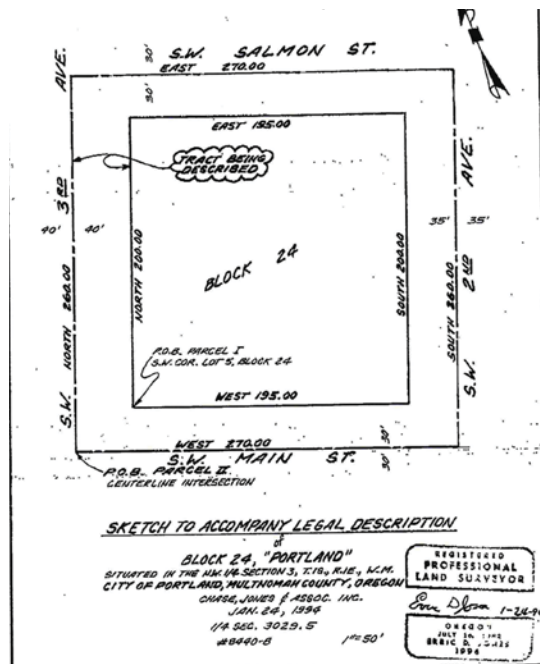 S.W. SALMON ST.
EAST 270.00
30'
30'
EAST 195.00
TRACT BEING
DESCRIBED
S.W. 3RD AVE.
NORTH 260.00
40' 40'
NORTH 200.00
BLOCK 24
SOUTH 200.00
35' 35'
SOUTH 260.00
S.W. 2ND AVE.
P.O.B. PARCEL I
S.W. COR. LOT 5, BLOCK 24
WEST 195.00
WEST 270.00
30'
30'
S.W. MAIN ST.
P.O.B. PARCEL II
CENTERLINE INTERSECTION
SKETCH TO ACCOMPANY LEGAL DESCRIPTION
of
BLOCK 24, "PORTLAND"
SITUATED IN THE N.W. 1/4 SECTION 3, T.1S., R.1E., W.M.
CITY OF PORTLAND, MULTNOMAH COUNTY, OREGON
CHASE, JONES & ASSOC. INC.
JAN. 24, 1994
1/4 SEC. 3029.5
#8440-B 1"=50'
REGISTERED
PROFESSIONAL
LAND SURVEYOR
OREGON